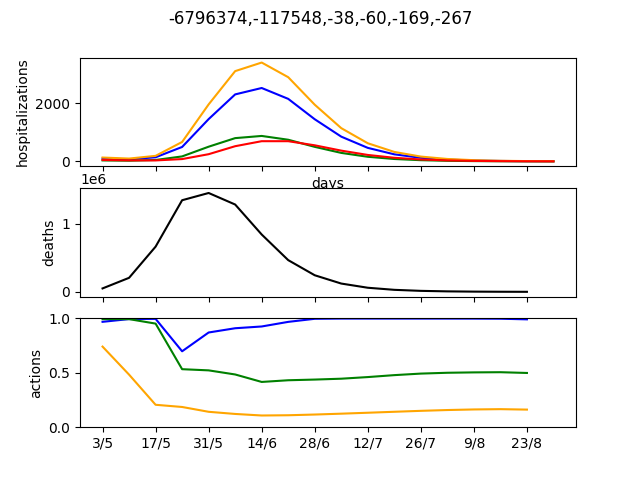 -6796374,-117548,-38,-60,-169,-267
hospitalizations
2000
0
days
1e6
deaths
1
0
actions
1.0
0.5
0.0
3/5 17/5 31/5 14/6 28/6 12/7 26/7 9/8 23/8